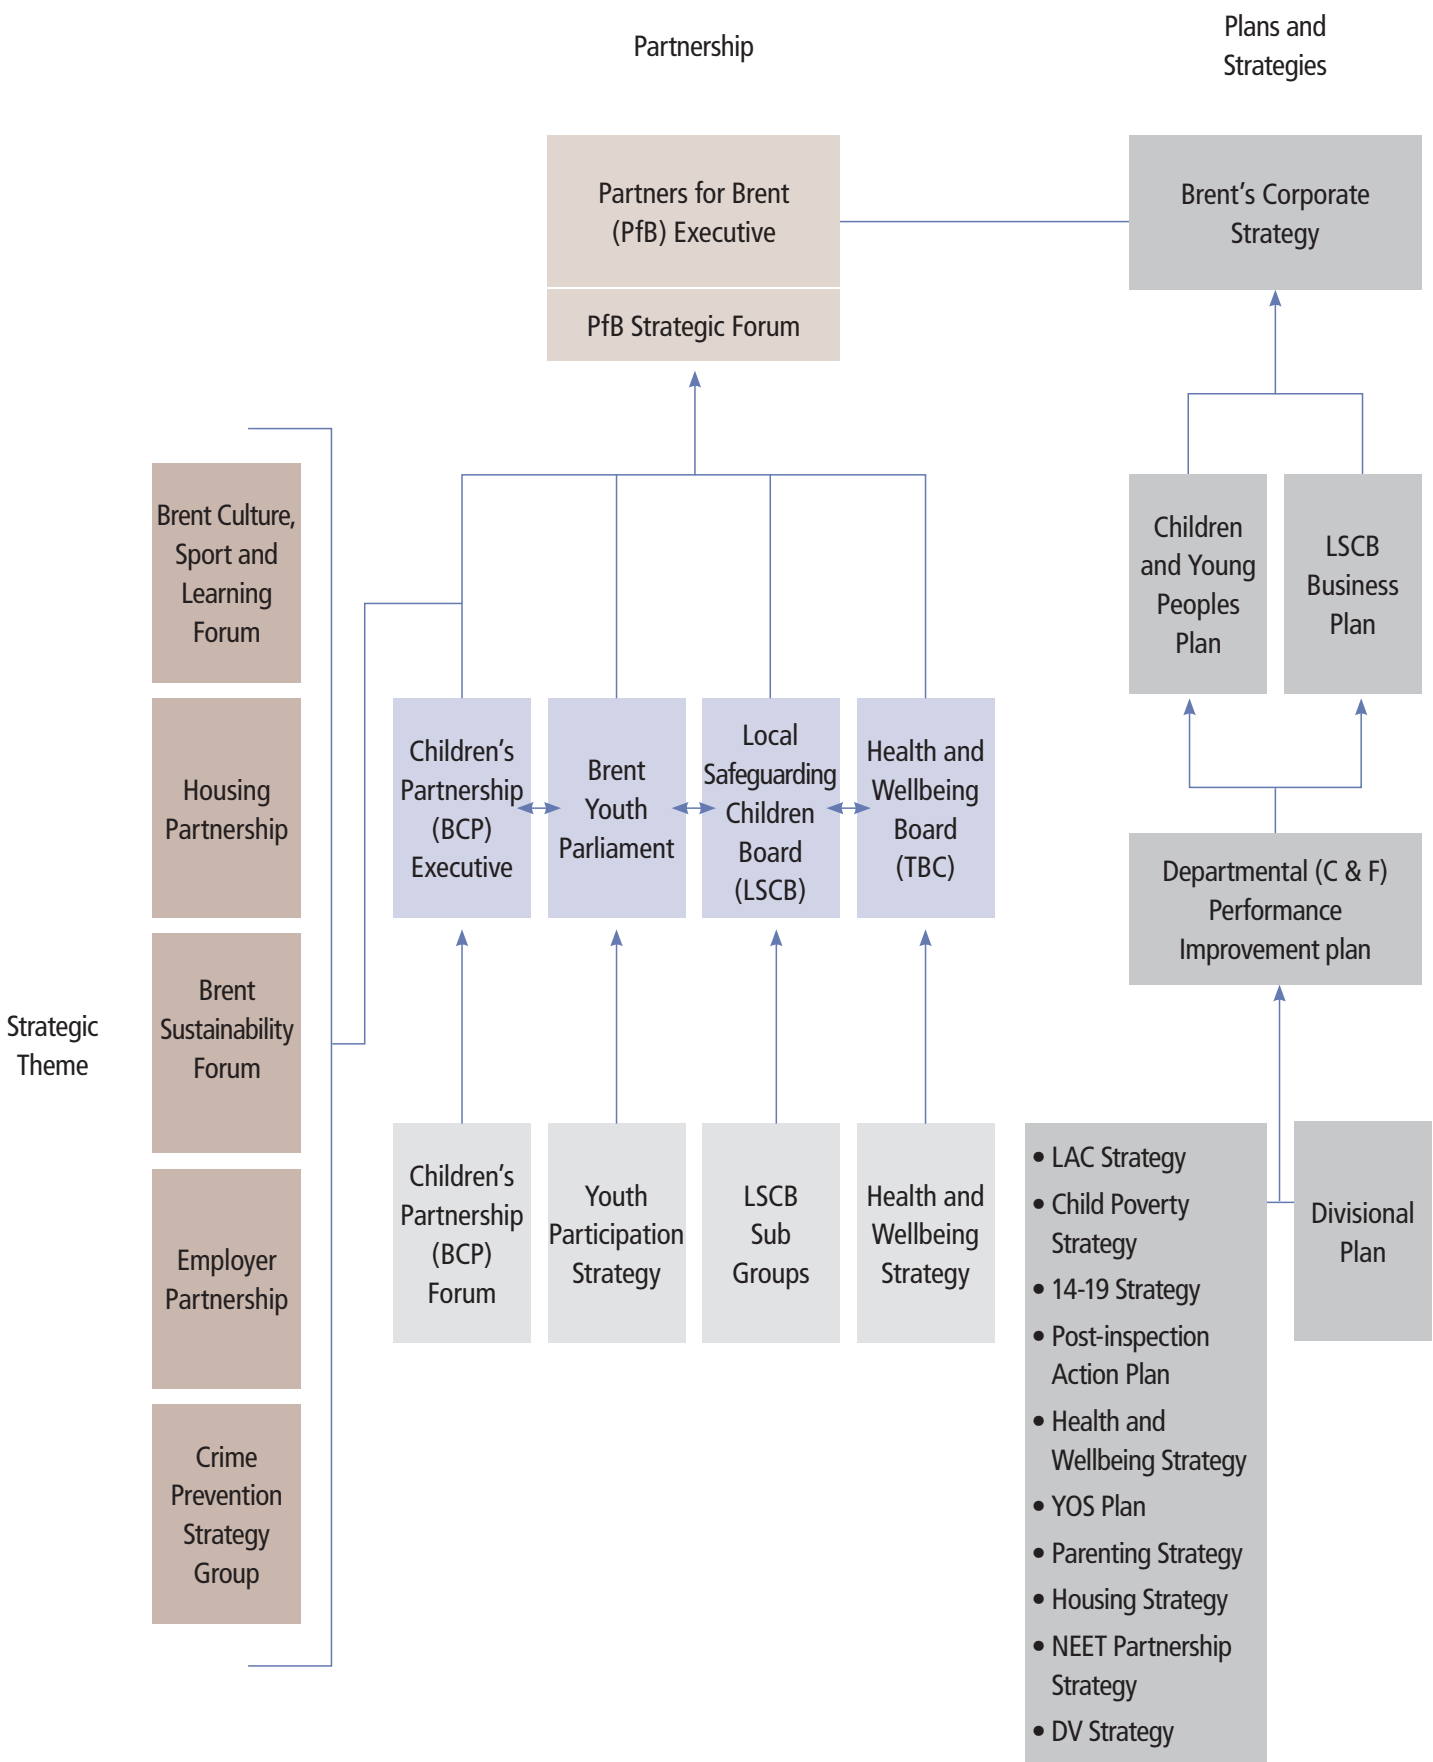 Partnership
Plans and
Strategies
Partners for Brent
(PfB) Executive
PfB Strategic Forum
Brent's Corporate
Strategy
Strategic
Theme
Brent Culture,
Sport and
Learning
Forum
Housing
Partnership
Brent
Sustainability
Forum
Employer
Partnership
Crime
Prevention
Strategy
Group
Children's
Partnership
(BCP)
Executive
Brent
Youth
Parliament
Local
Safeguarding
Children
Board
(LSCB)
Health and
Wellbeing
Board
(TBC)
Children's
Partnership
(BCP)
Forum
Youth
Participation
Strategy
LSCB
Sub
Groups
Health and
Wellbeing
Strategy
Children
and Young
Peoples
Plan
LSCB
Business
Plan
Departmental (C & F)
Performance
Improvement plan
• LAC Strategy
• Child Poverty
Strategy
• 14-19 Strategy
• Post-inspection
Action Plan
• Health and
Wellbeing Strategy
• YOS Plan
• Parenting Strategy
• Housing Strategy
• NEET Partnership
Strategy
• DV Strategy
Divisional
Plan